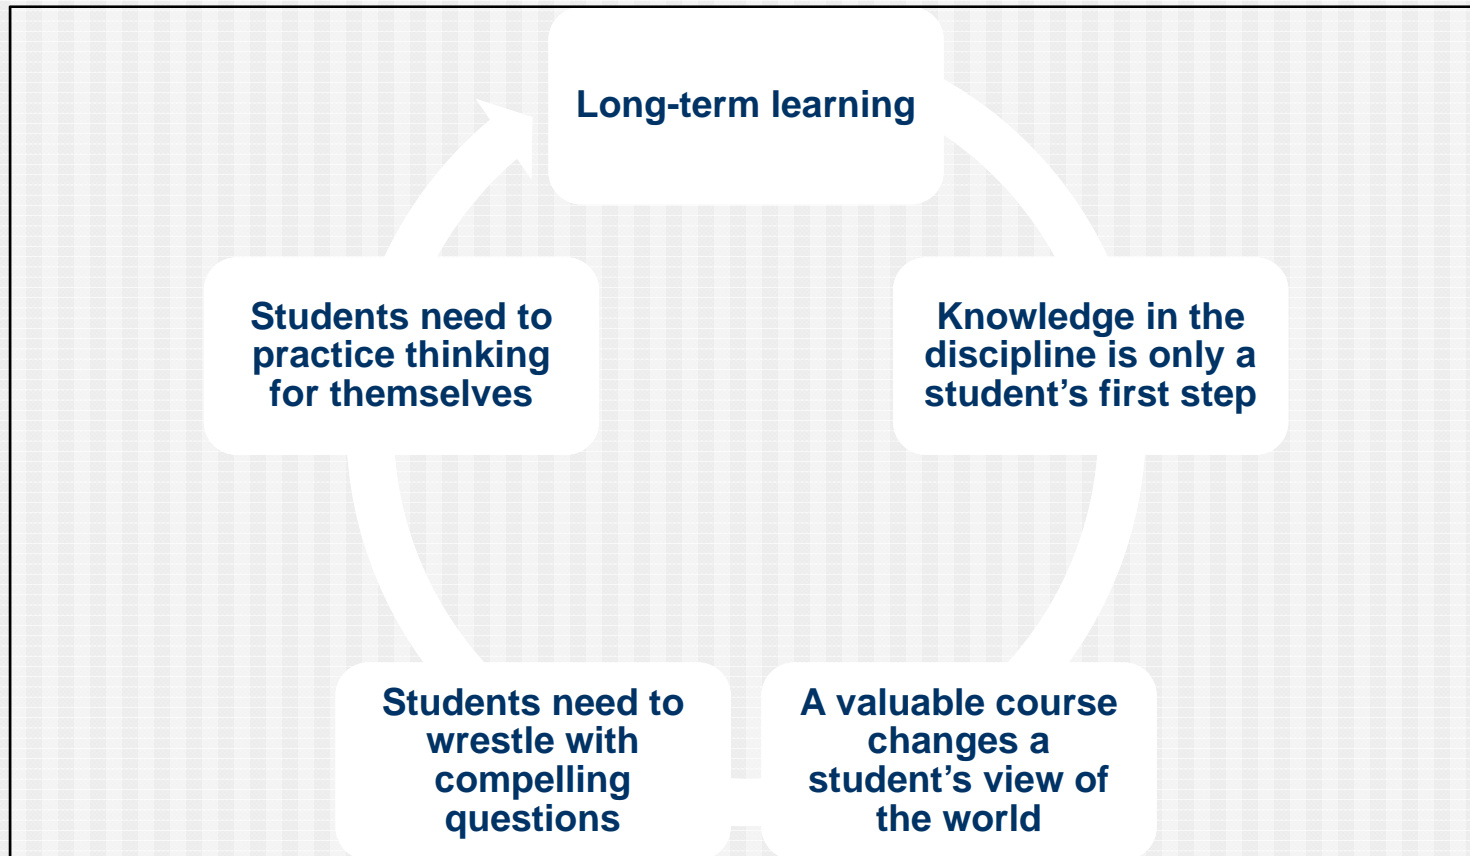 Long-term learning
Knowledge in the
discipline is only a
student’s first step
A valuable course
changes a
student’s view of
the world
Students need to
wrestle with
compelling
questions
Students need to
practice thinking
for themselves